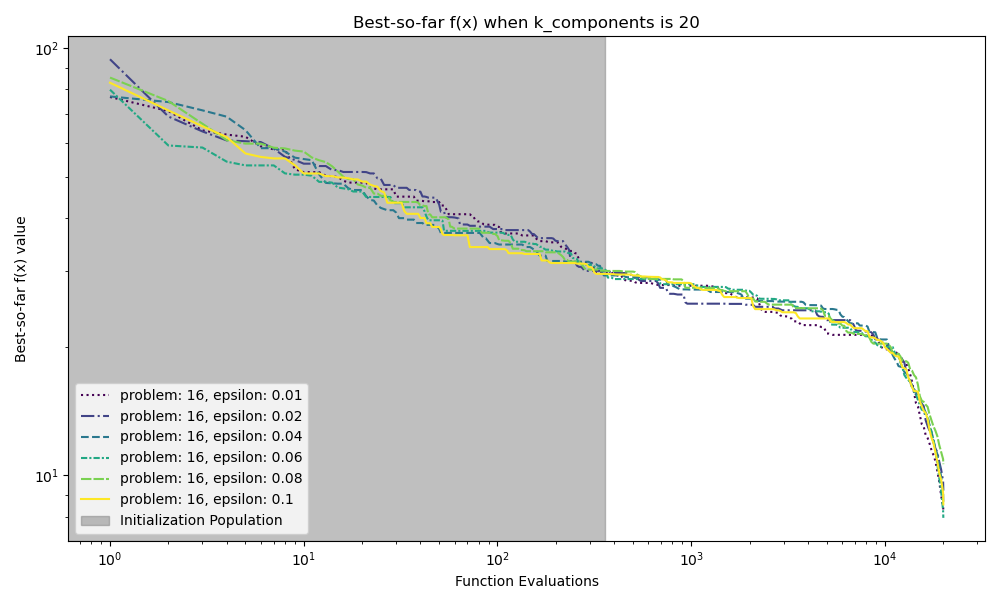 Best-so-far f(x) when k_components is 20
Best-so-far f(x) value
10²
10¹
problem: 16, epsilon: 0.01
problem: 16, epsilon: 0.02
problem: 16, epsilon: 0.04
problem: 16, epsilon: 0.06
problem: 16, epsilon: 0.08
problem: 16, epsilon: 0.1
Initialization Population
10⁰ 10¹ 10² 10³ 10⁴
Function Evaluations